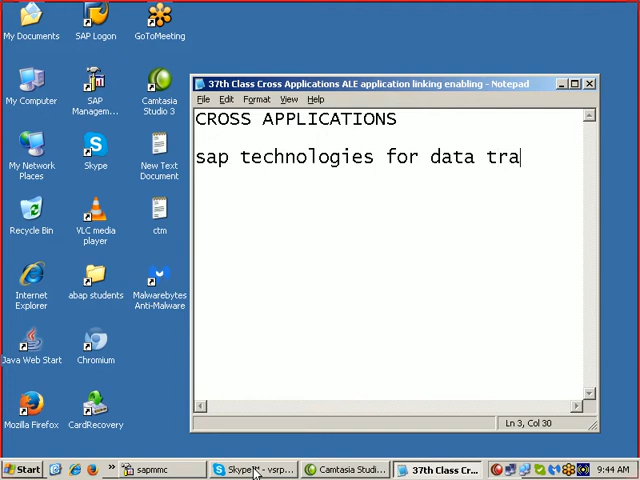 My Documents
SAP Logon
GoToMeeting
My Computer
SAP
Managem...
Camtasia
Studio 3
My Network
Places
Skype
New Text
Document
Recycle Bin
VLC media
player
ctm
Internet
Explorer
abap students
Malwarebytes
Anti-Malware
Java Web Start
Chromium
Mozilla Firefox
CardRecovery
37th Class Cross Applications ALE application linking enabling - Notepad
File Edit Format View Help
CROSS APPLICATIONS
sap technologies for data tra
Ln 3, Col 30
Start
sapmmc
Skype™ - vsrp...
Camtasia Studi...
37th Class Cr...
9:44 AM